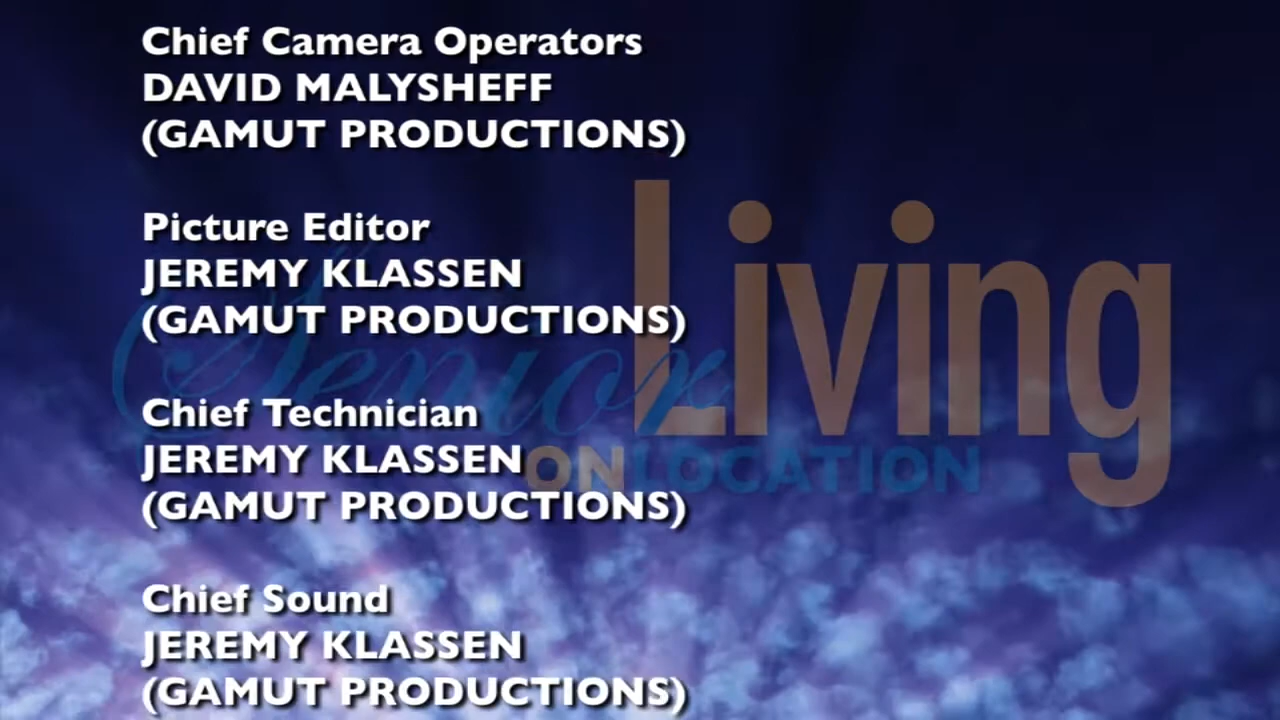 Chief Camera Operators
DAVID MALYSHEFF
(GAMUT PRODUCTIONS)
Picture Editor
JEREMY KLASSEN
(GAMUT PRODUCTIONS)
Chief Technician
JEREMY KLASSEN
(GAMUT PRODUCTIONS)
Chief Sound
JEREMY KLASSEN
(GAMUT PRODUCTIONS)
Senior Living
ON LOCATION